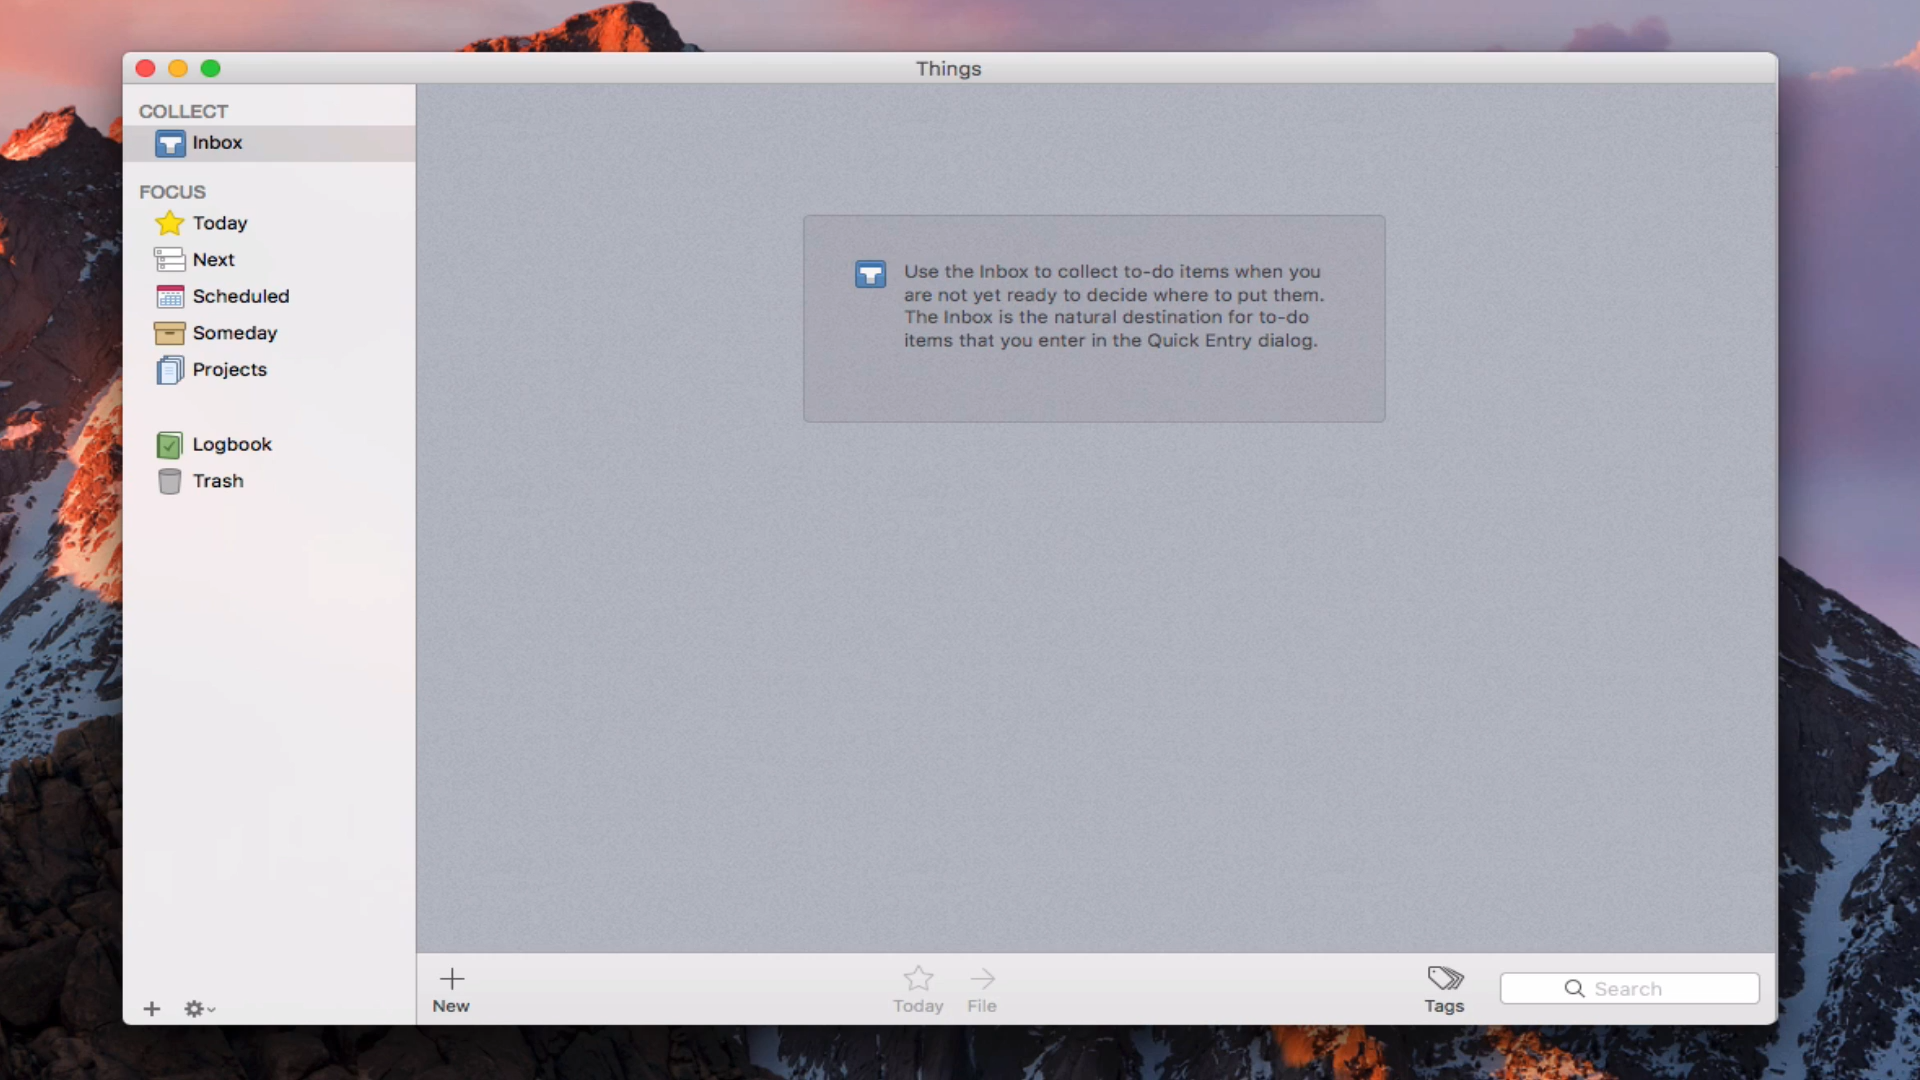 Things
COLLECT
Inbox
FOCUS
Today
Next
Scheduled
Someday
Projects
Logbook
Trash
Use the Inbox to collect to-do items when you
are not yet ready to decide where to put them.
The Inbox is the natural destination for to-do
items that you enter in the Quick Entry dialog.
New
Today
File
Tags
Search